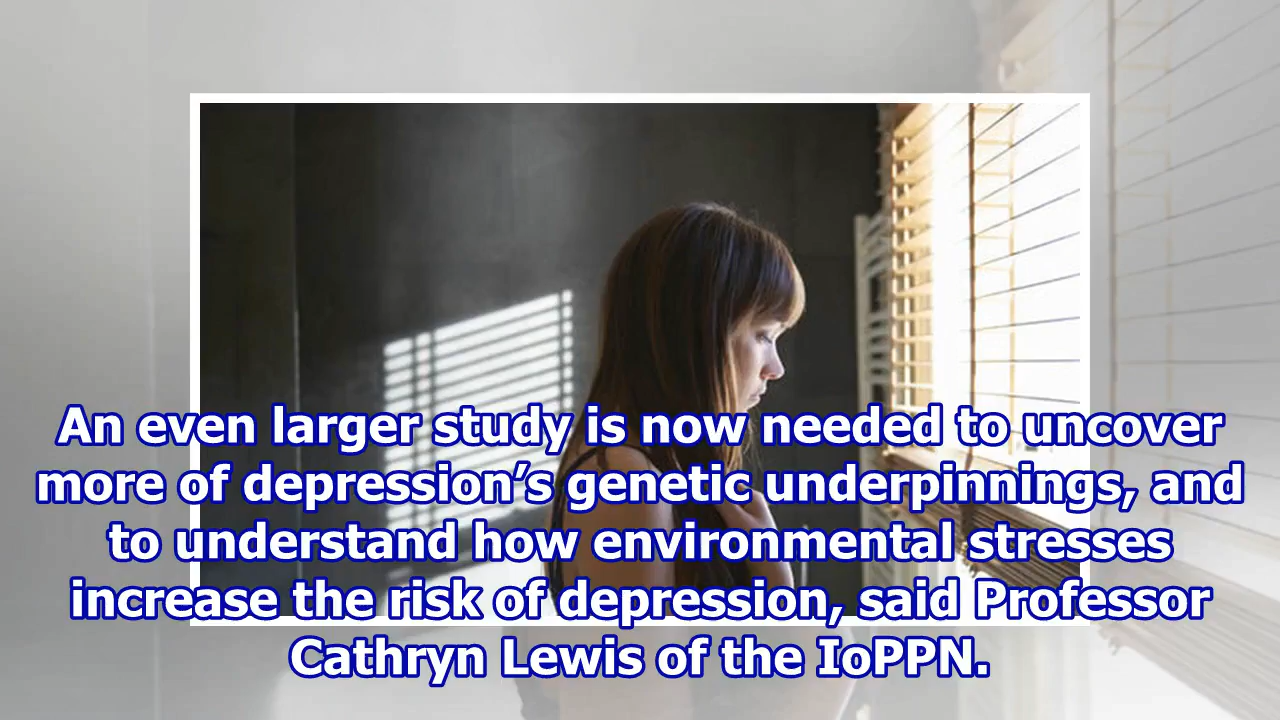 An even larger study is now needed to uncover
more of depression’s genetic underpinnings, and
to understand how environmental stresses
increase the risk of depression, said Professor
Cathryn Lewis of the IoPPN.